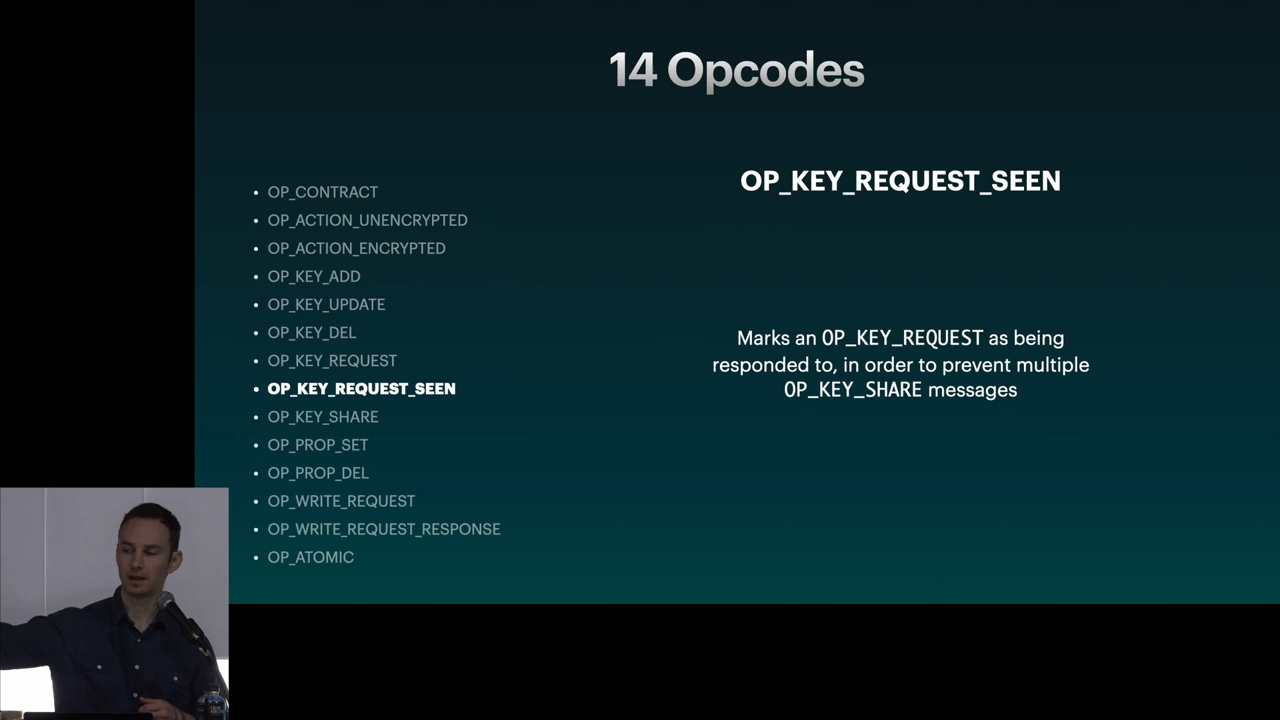 14 Opcodes
• OP_CONTRACT
• OP_ACTION_UNENCRYPTED
• OP_ACTION_ENCRYPTED
• OP_KEY_ADD
• OP_KEY_UPDATE
• OP_KEY_DEL
• OP_KEY_REQUEST
• OP_KEY_REQUEST_SEEN
• OP_KEY_SHARE
• OP_PROP_SET
• OP_PROP_DEL
• OP_WRITE_REQUEST
• OP_WRITE_REQUEST_RESPONSE
• OP_ATOMIC
OP_KEY_REQUEST_SEEN
Marks an OP_KEY_REQUEST as being
responded to, in order to prevent multiple
OP_KEY_SHARE messages